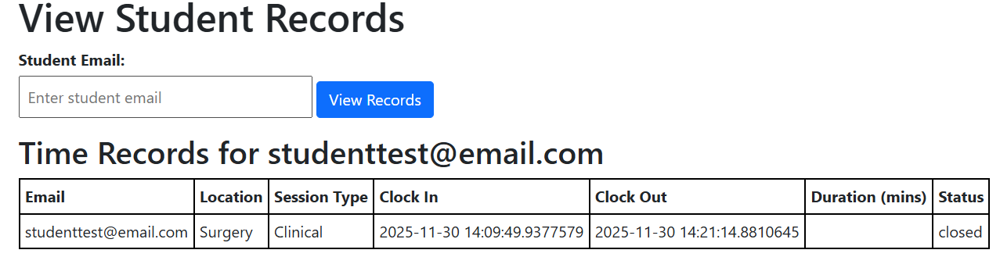 View Student Records
Student Email:
Enter student email View Records
Time Records for studenttest@email.com
Email Location Session Type Clock In Clock Out Duration (mins) Status
studenttest@email.com Surgery Clinical 2025-11-30 14:09:49.9377579 2025-11-30 14:21:14.8810645 closed